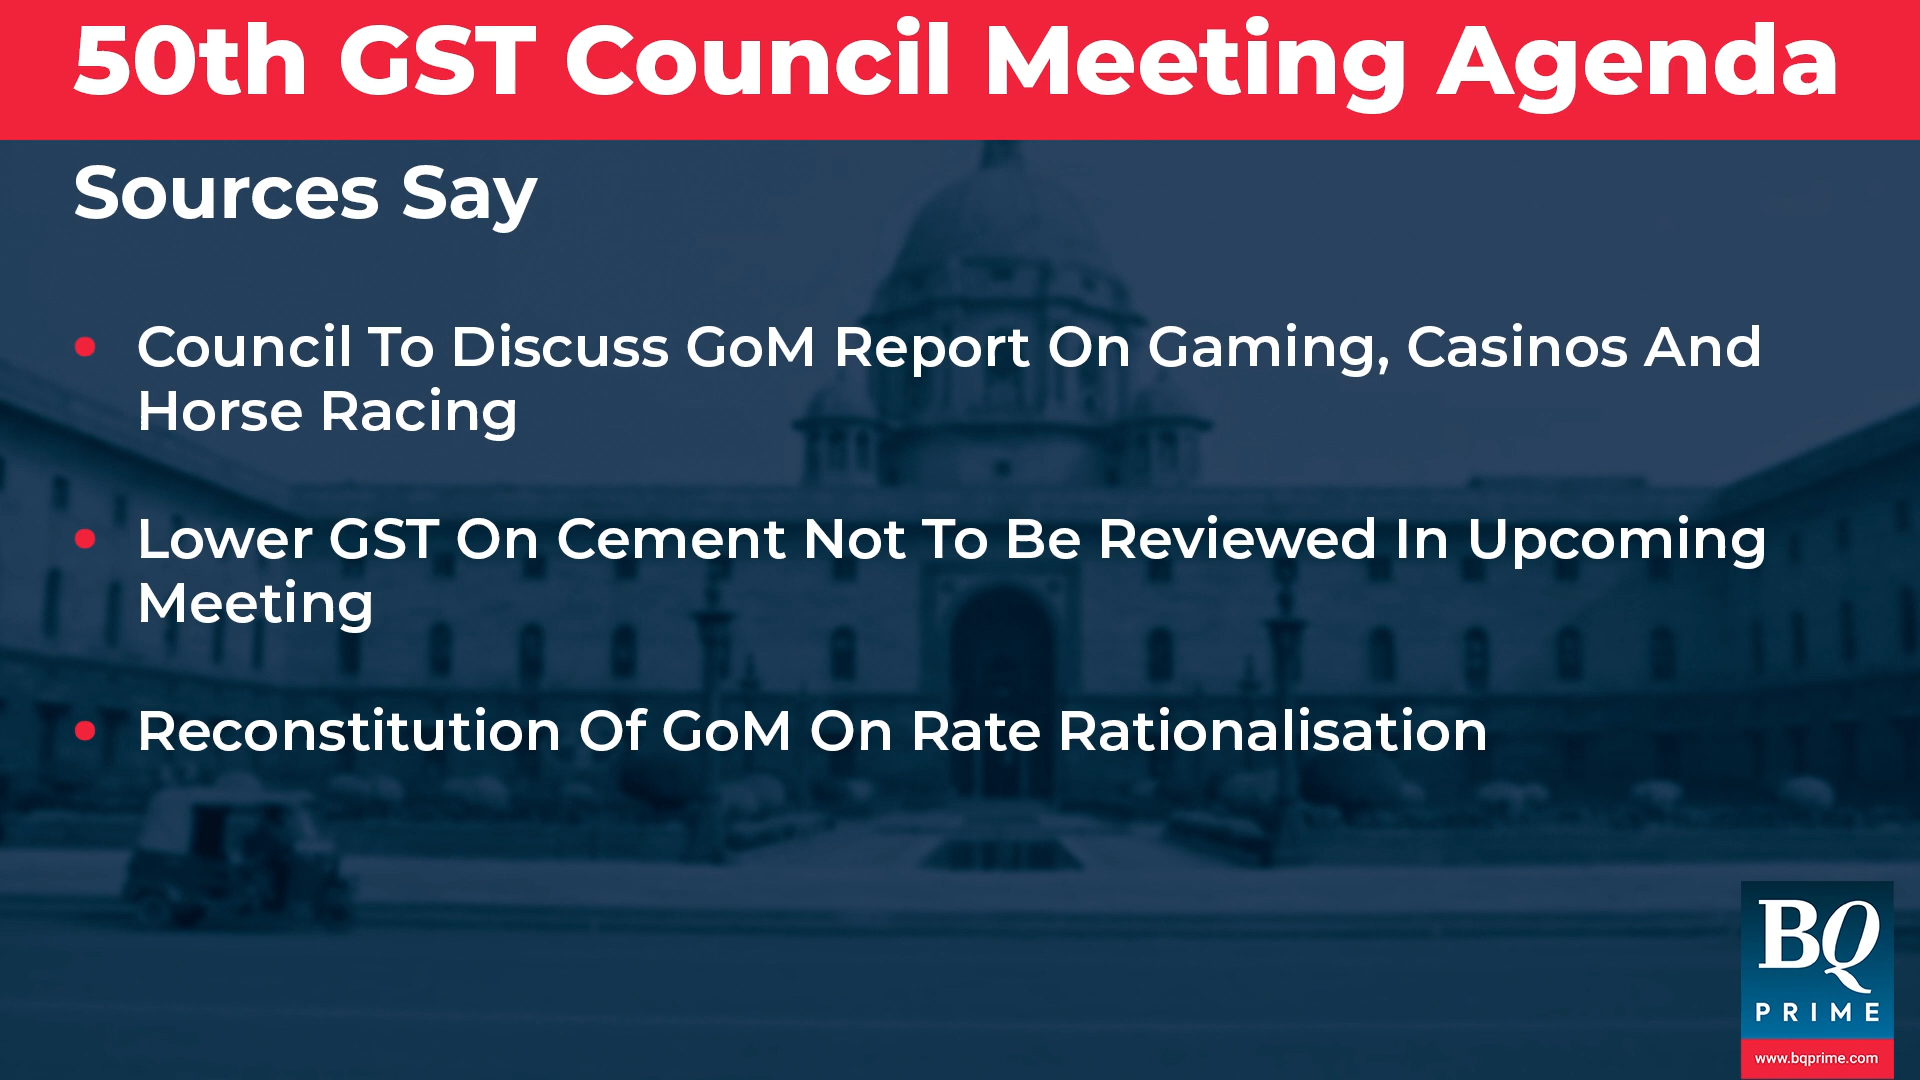 50th GST Council Meeting Agenda
Sources Say
• Council To Discuss GoM Report On Gaming, Casinos And
Horse Racing
• Lower GST On Cement Not To Be Reviewed In Upcoming
Meeting
• Reconstitution Of GoM On Rate Rationalisation
BQ
PRIME
www.bqprime.com